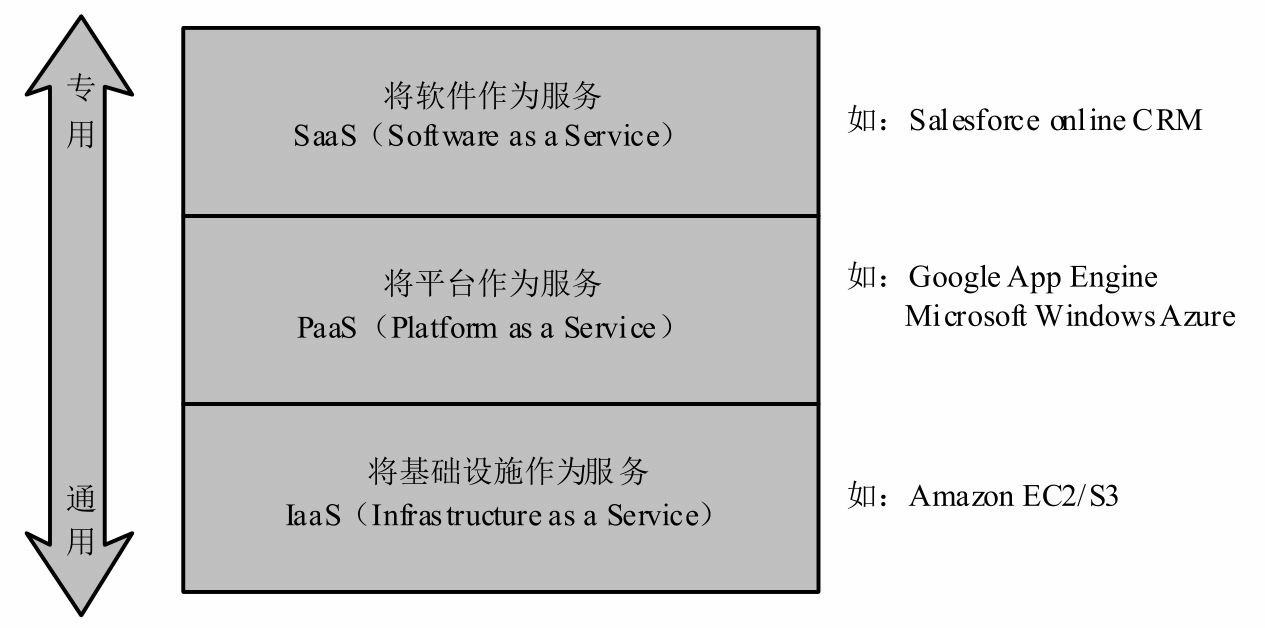 专用
将软件作为服务
SaaS（Software as a Service）
如：Salesforce online CRM
将平台作为服务
PaaS（Platform as a Service）
如：Google App Engine
Microsoft Windows Azure
将基础设施作为服务
IaaS（Infrastructure as a Service）
如：Amazon EC2/S3
通用